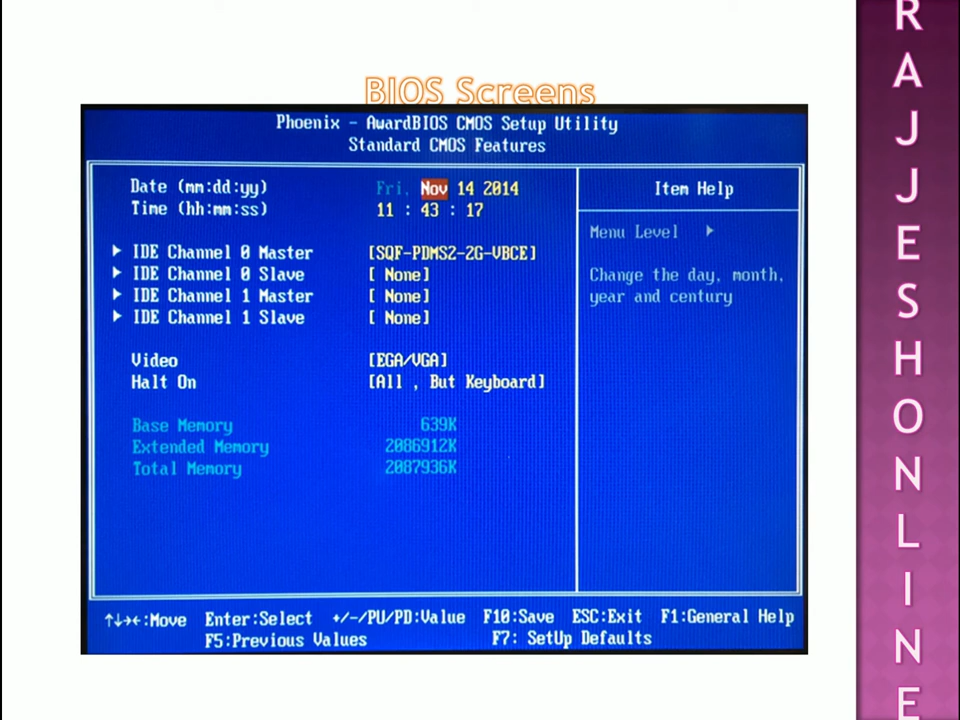 BIOS Screens
Phoenix - AwardBIOS CMOS Setup Utility
Standard CMOS Features
Date (mm:dd:yy) Fri, Nov 14 2014
Time (hh:mm:ss) 11 : 43 : 17
IDE Channel 0 Master [SQF-PDMS2-2G-VBCE]
IDE Channel 0 Slave [ None]
IDE Channel 1 Master [ None]
IDE Channel 1 Slave [ None]
Video [EGA/VGA]
Halt On [All , But Keyboard]
Base Memory 639K
Extended Memory 2086912K
Total Memory 2087936K
Item Help
Menu Level ▶
Change the day, month,
year and century
↑↓→←:Move Enter:Select +/-/PU/PD:Value F10:Save ESC:Exit F1:General Help
F5:Previous Values F7: SetUp Defaults
RAJJESHONLINE